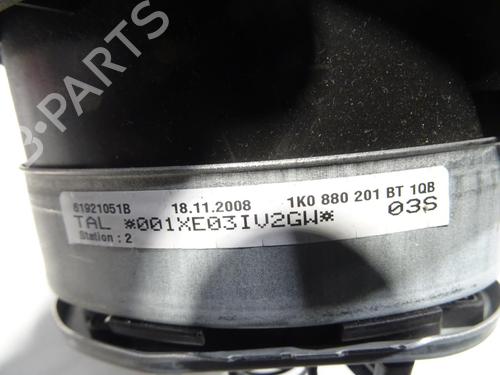 B-PARTS
61921051B 18.11.2008 1K0 880 201 BT 1QB
TAL *001XE03IV2GW* 03S
Station : 2